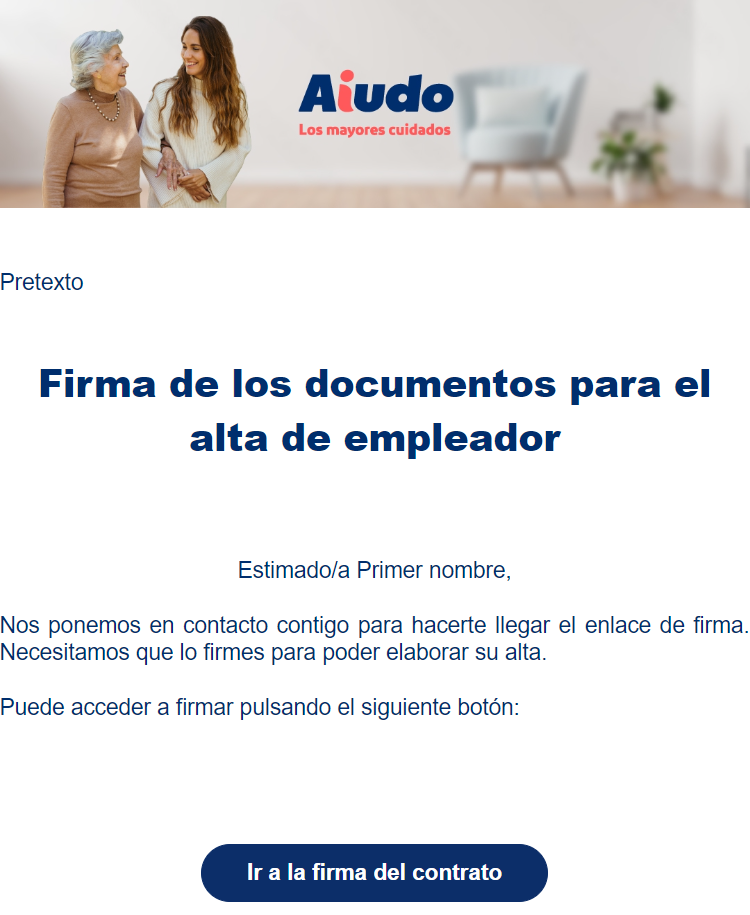 Aiudo
Los mayores cuidados
Pretexto
Firma de los documentos para el
alta de empleador
Estimado/a Primer nombre,
Nos ponemos en contacto contigo para hacerte llegar el enlace de firma.
Necesitamos que lo firmes para poder elaborar su alta.
Puede acceder a firmar pulsando el siguiente botón:
Ir a la firma del contrato